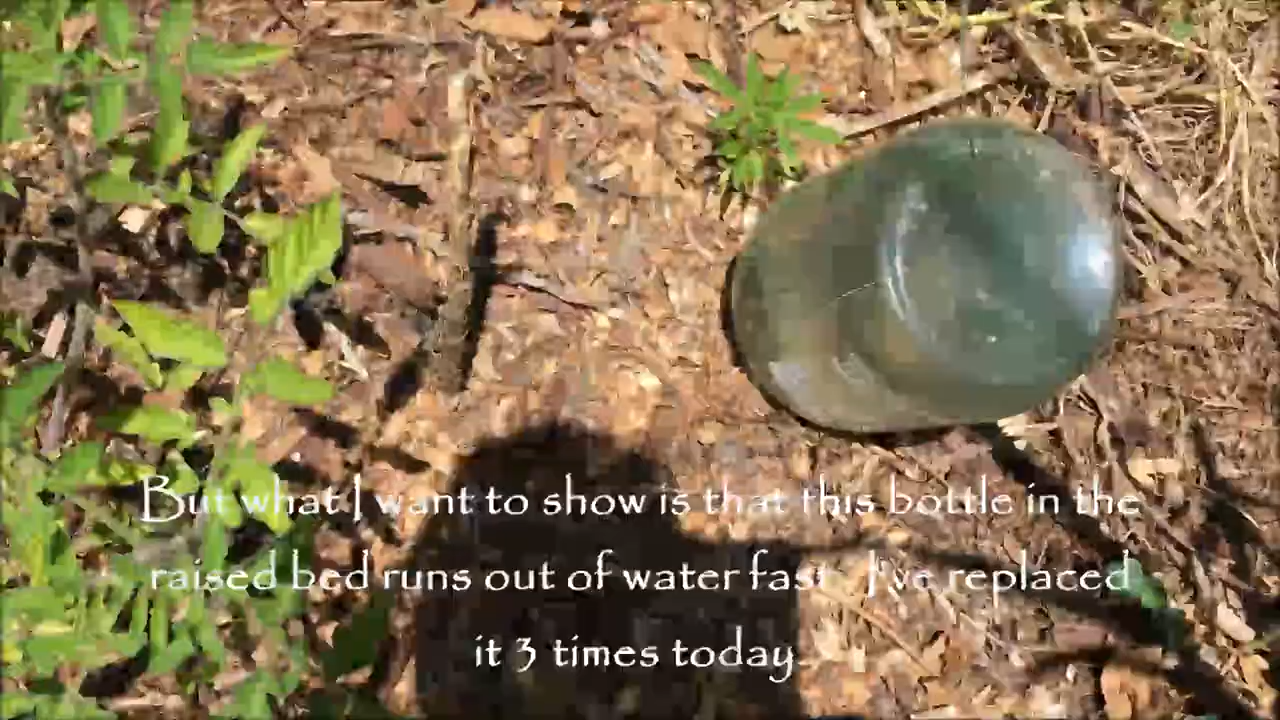 But what I want to show is that this bottle in the
raised bed runs out of water fast. I've replaced
it 3 times today.